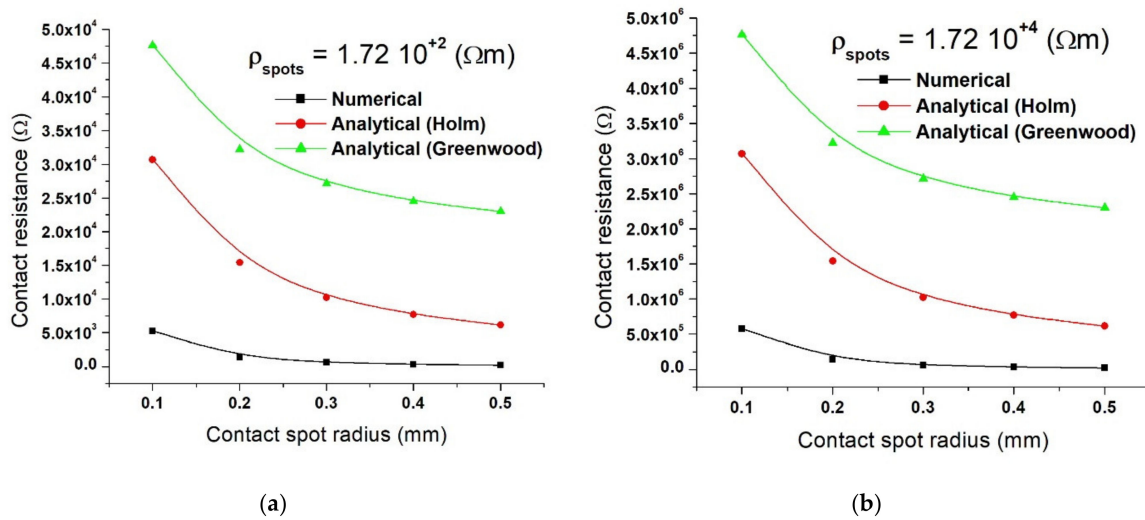 (a)
5.0x10⁴
4.5x10⁴
4.0x10⁴
3.5x10⁴
3.0x10⁴
2.5x10⁴
2.0x10⁴
1.5x10⁴
1.0x10⁴
5.0x10³
0.0
Contact resistance (Ω)
ρspots = 1.72 10⁺² (Ωm)
Numerical
Analytical (Holm)
Analytical (Greenwood)
0.1 0.2 0.3 0.4 0.5
Contact spot radius (mm)
(a)
(b)
5.0x10⁶
4.5x10⁶
4.0x10⁶
3.5x10⁶
3.0x10⁶
2.5x10⁶
2.0x10⁶
1.5x10⁶
1.0x10⁶
5.0x10⁵
0.0
Contact resistance (Ω)
ρspots = 1.72 10⁺⁴ (Ωm)
Numerical
Analytical (Holm)
Analytical (Greenwood)
0.1 0.2 0.3 0.4 0.5
Contact spot radius (mm)
(b)